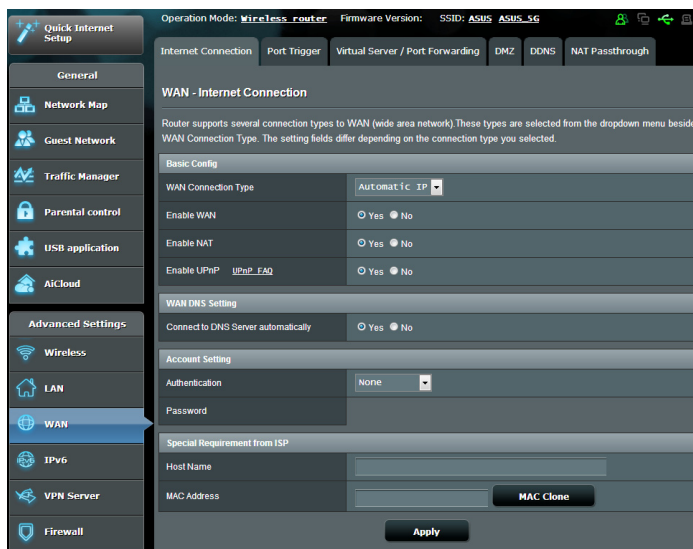 Quick Internet
Setup
Operation Mode: Wireless router Firmware Version: SSID: ASUS ASUS_5G
Internet Connection Port Trigger Virtual Server / Port Forwarding DMZ DDNS NAT Passthrough
General
Network Map
Guest Network
Traffic Manager
Parental control
USB application
AiCloud
Advanced Settings
Wireless
LAN
WAN
IPv6
VPN Server
Firewall
WAN - Internet Connection
Router supports several connection types to WAN (wide area network).These types are selected from the dropdown menu beside
WAN Connection Type. The setting fields differ depending on the connection type you selected.
Basic Config
WAN Connection Type Automatic IP
Enable WAN Yes No
Enable NAT Yes No
Enable UPnP UPnP FAQ Yes No
WAN DNS Setting
Connect to DNS Server automatically Yes No
Account Setting
Authentication None
Password
Special Requirement from ISP
Host Name
MAC Address MAC Clone
Apply